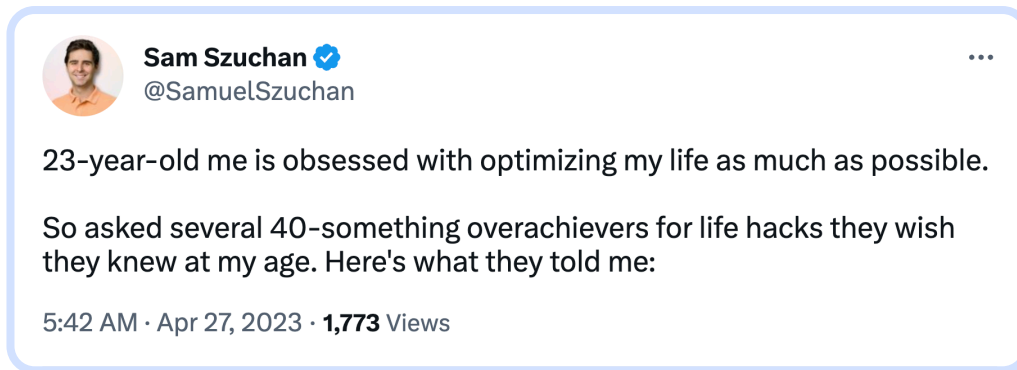 Sam Szuchan
@SamuelSzuchan
23-year-old me is obsessed with optimizing my life as much as possible.
So asked several 40-something overachievers for life hacks they wish
they knew at my age. Here's what they told me:
5:42 AM · Apr 27, 2023 · 1,773 Views